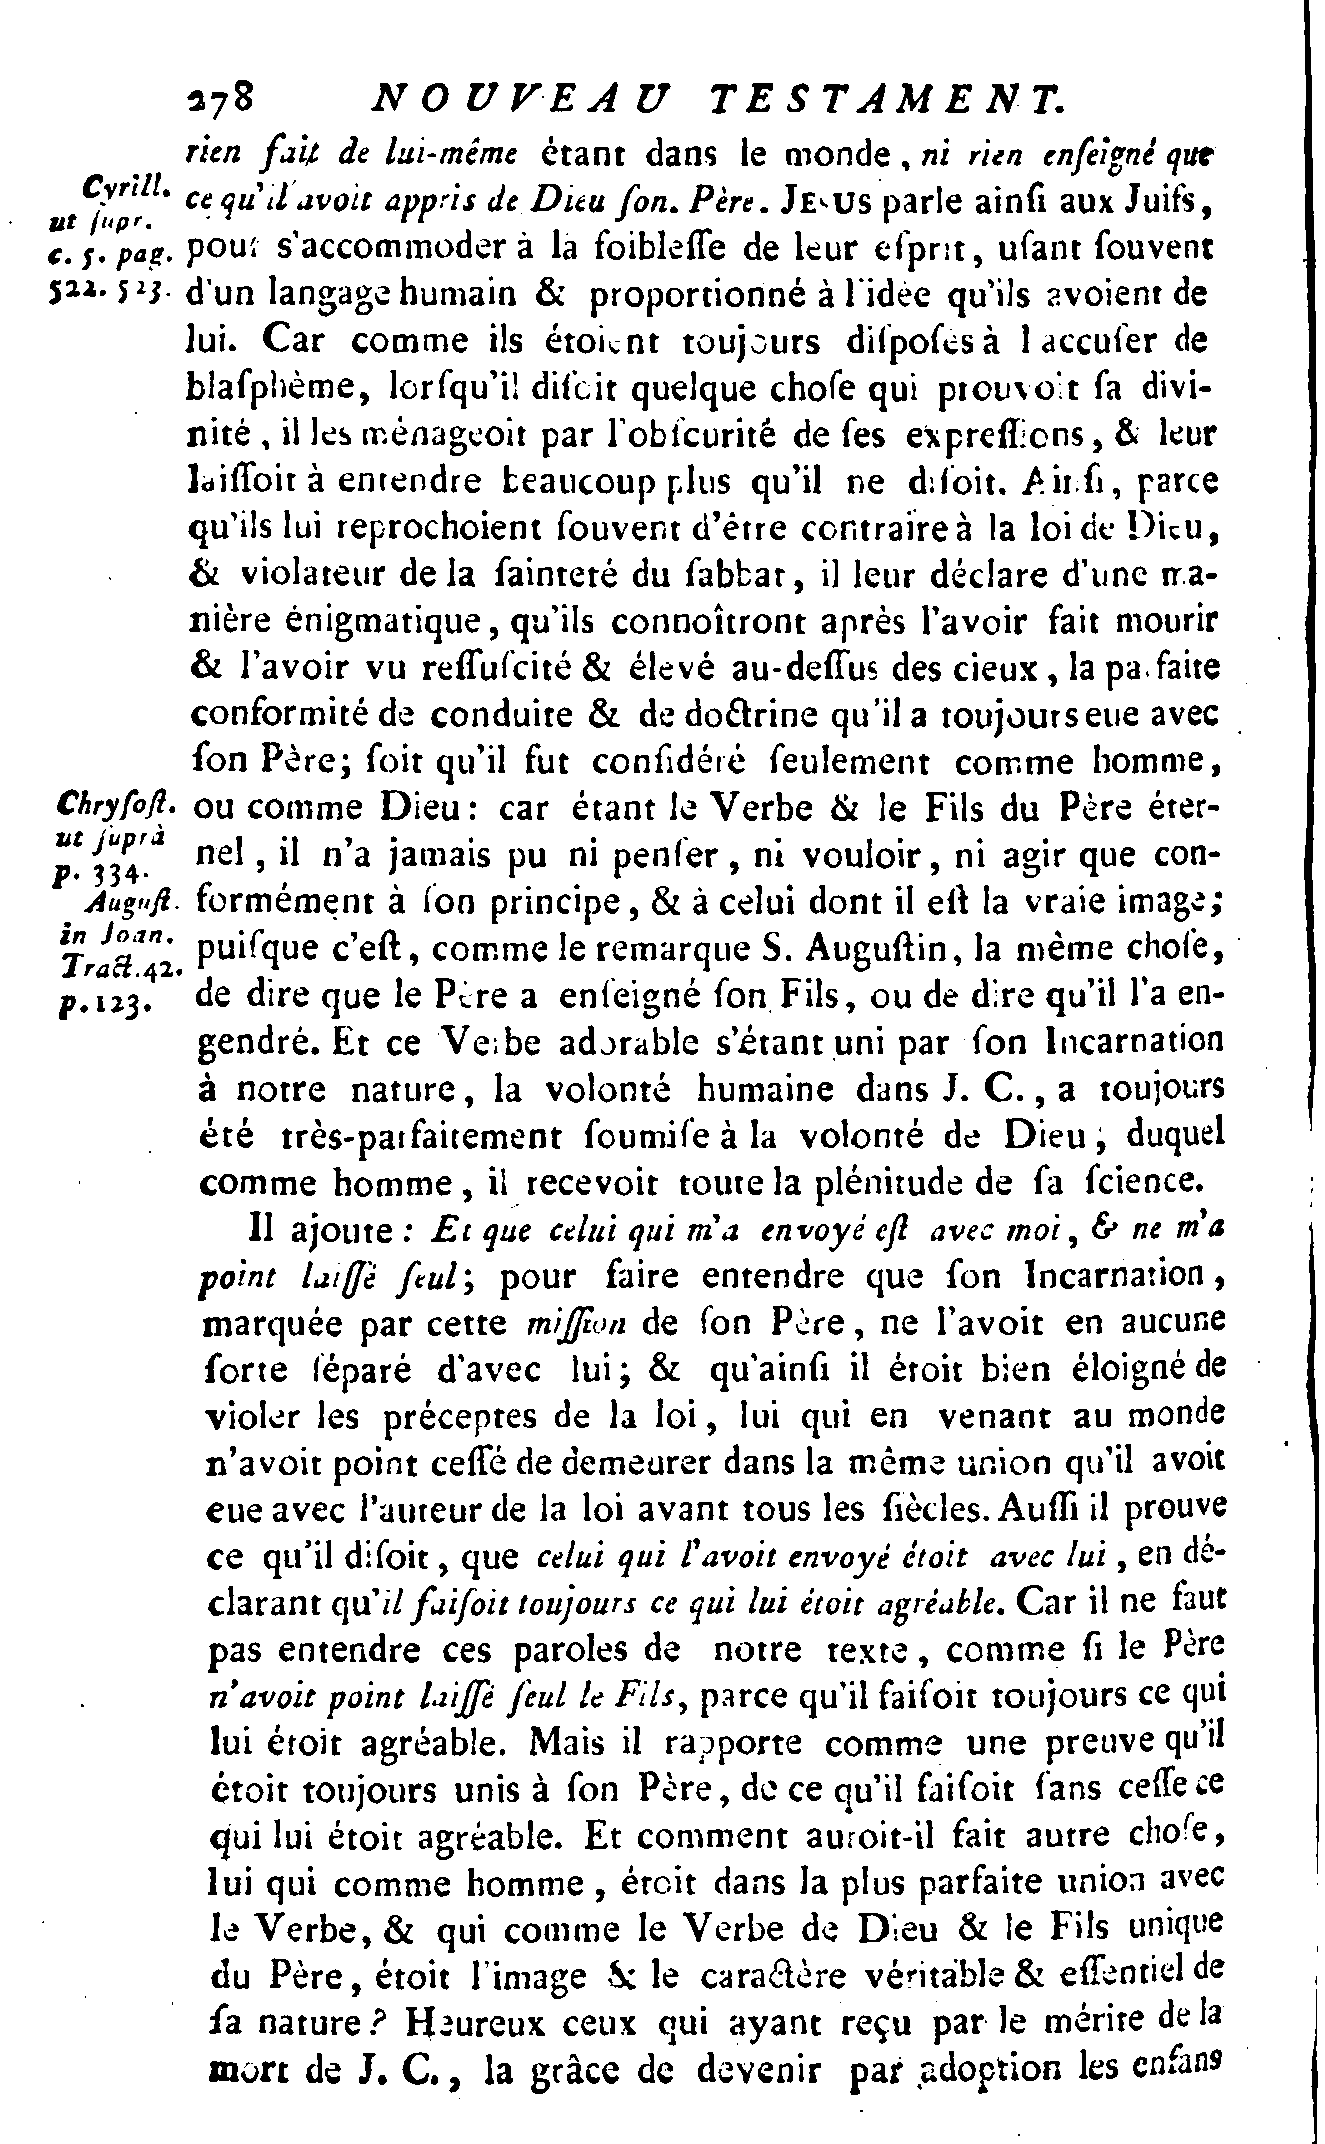 278 NOUVEAU TESTAMENT.
rien fait de lui-même étant dans le monde, ni rien enſeigné que
Cyrill.
ut ſupr.
c. 5. pag.
522. 523.
ce qu'il avoit appris de Dieu ſon Père. JESUS parle ainſi aux Juifs,
pour s'accommoder à la foibleſſe de leur eſprit, uſant ſouvent
d'un langage humain & proportionné à l'idée qu'ils avoient de
lui. Car comme ils étoient toujours diſpoſés à l'accuſer de
blaſphème, lorſqu'il diſoit quelque choſe qui prouvoit ſa divi-
nité, il les ménageoit par l'obſcurité de ſes expreſſions, & leur
laiſſoit à entendre beaucoup plus qu'il ne diſoit. Ainſi, parce
qu'ils lui reprochoient ſouvent d'être contraire à la loi de Dieu,
& violateur de la ſainteté du ſabbat, il leur déclare d'une ma-
nière énigmatique, qu'ils connoîtront après l'avoir fait mourir
& l'avoir vu reſſuſcité & élevé au-deſſus des cieux, la parfaite
conformité de conduite & de doctrine qu'il a toujours eue avec
ſon Père; ſoit qu'il fut conſidéré ſeulement comme homme,
Chryſoſt.
ut ſuprà
p. 334.
Auguſt.
in Joan.
Tract. 42.
p. 123.
ou comme Dieu: car étant le Verbe & le Fils du Père éter-
nel, il n'a jamais pu ni penſer, ni vouloir, ni agir que con-
formément à ſon principe, & à celui dont il eſt la vraie image;
puiſque c'eſt, comme le remarque S. Auguſtin, la même choſe,
de dire que le Père a enſeigné ſon Fils, ou de dire qu'il l'a en-
gendré. Et ce Verbe adorable s'étant uni par ſon Incarnation
à notre nature, la volonté humaine dans J. C., a toujours
été très-parfaitement ſoumiſe à la volonté de Dieu, duquel
comme homme, il recevoit toute la plénitude de ſa ſcience.
Il ajoute: Et que celui qui m'a envoyé eſt avec moi, & ne m'a
point laiſſé ſeul; pour faire entendre que ſon Incarnation,
marquée par cette miſſion de ſon Père, ne l'avoit en aucune
ſorte ſéparé d'avec lui; & qu'ainſi il étoit bien éloigné de
violer les préceptes de la loi, lui qui en venant au monde
n'avoit point ceſſé de demeurer dans la même union qu'il avoit
eue avec l'auteur de la loi avant tous les ſiècles. Auſſi il prouve
ce qu'il diſoit, que celui qui l'avoit envoyé étoit avec lui, en dé-
clarant qu'il faiſoit toujours ce qui lui étoit agréable. Car il ne faut
pas entendre ces paroles de notre texte, comme ſi le Père
n'avoit point laiſſé ſeul le Fils, parce qu'il faiſoit toujours ce qui
lui étoit agréable. Mais il rapporte comme une preuve qu'il
étoit toujours unis à ſon Père, de ce qu'il faiſoit ſans ceſſe ce
qui lui étoit agréable. Et comment auroit-il fait autre choſe,
lui qui comme homme, étoit dans la plus parfaite union avec
le Verbe, & qui comme le Verbe de Dieu & le Fils unique
du Père, étoit l'image & le caractère véritable & eſſentiel de
ſa nature? Heureux ceux qui ayant reçu par le mérite de la
mort de J. C., la grâce de devenir par adoption les enfans